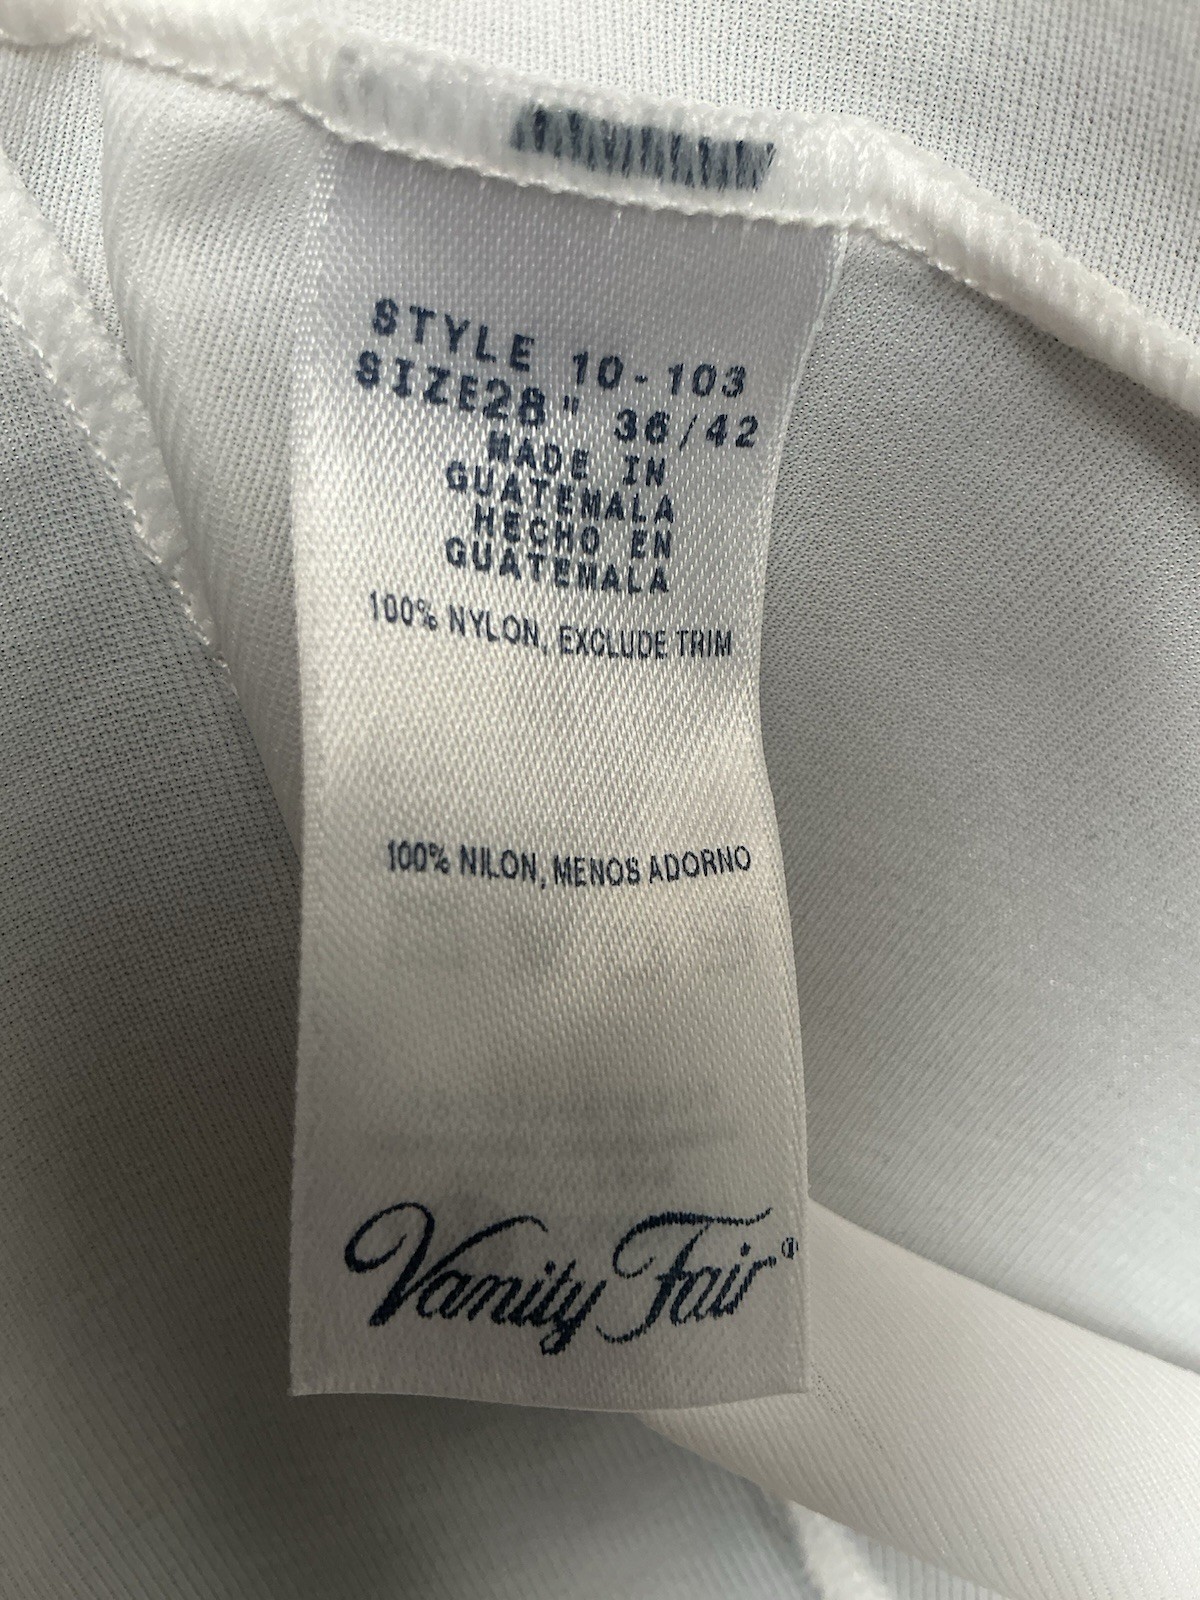 STYLE 10-103
SIZE28" 36/42
MADE IN
GUATEMALA
HECHO EN
GUATEMALA
100% NYLON, EXCLUDE TRIM
100% NILON, MENOS ADORNO
Vanity Fair®